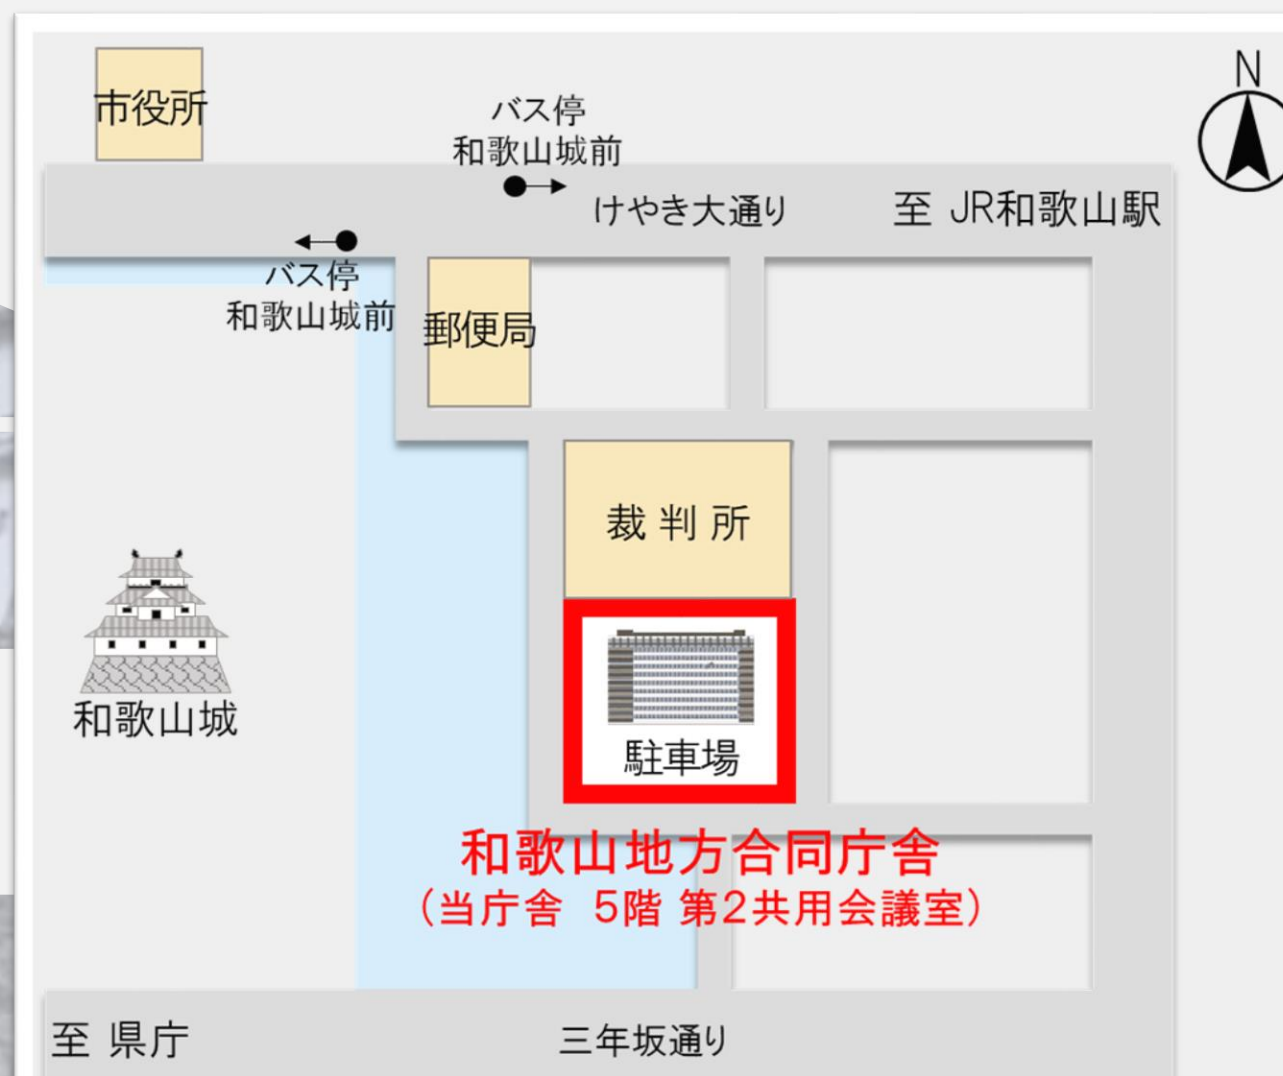 N
市役所
バス停
和歌山城前
けやき大通り
至 JR和歌山駅
バス停
和歌山城前
郵便局
裁判所
駐車場
和歌山城
和歌山地方合同庁舎
（当庁舎 5階 第2共用会議室）
至 県庁
三年坂通り